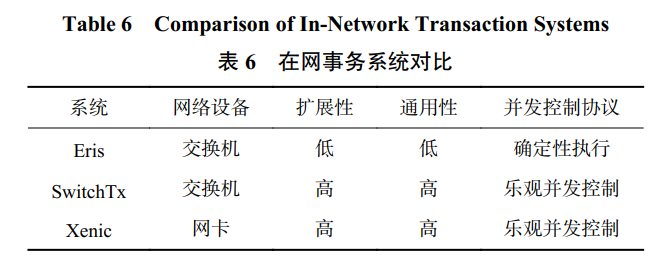 Table 6 Comparison of In-Network Transaction Systems
表 6 在网事务系统对比
系统 网络设备 扩展性 通用性 并发控制协议
Eris 交换机 低 低 确定性执行
SwitchTx 交换机 高 高 乐观并发控制
Xenic 网卡 高 高 乐观并发控制